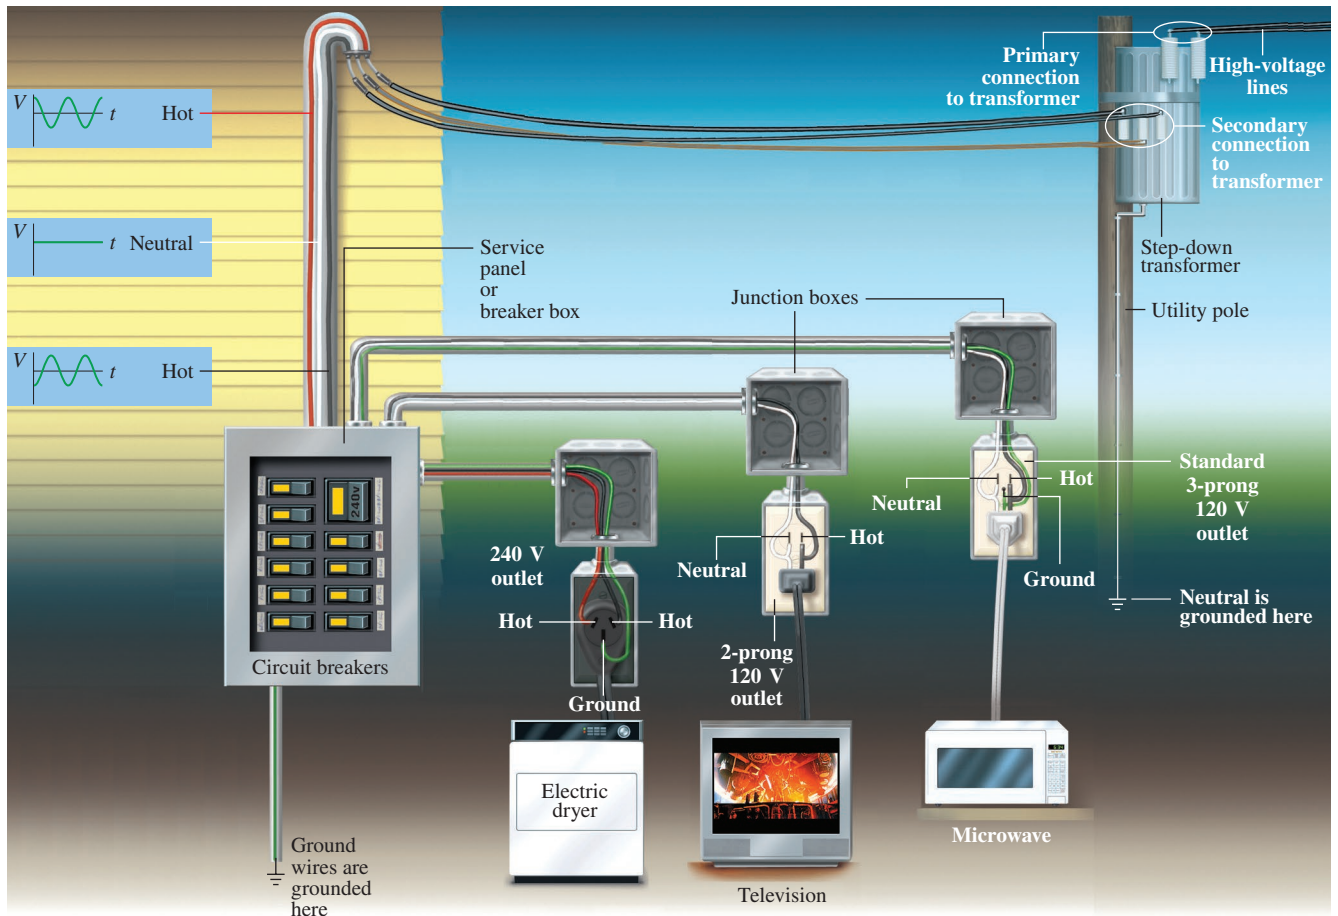 Primary
connection
to transformer
High-voltage
lines
V
t
Hot
Secondary
connection
to
transformer
V
t
Neutral
Service
panel
or
breaker box
Step-down
transformer
Junction boxes
Utility pole
V
t
Hot
240V
Standard
3-prong
120 V
outlet
Neutral
Hot
Ground
240 V
outlet
Neutral
Hot
Hot
Hot
2-prong
120 V
outlet
Neutral is
grounded here
Circuit breakers
Ground
Electric
dryer
Microwave
Ground
wires are
grounded
here
Television